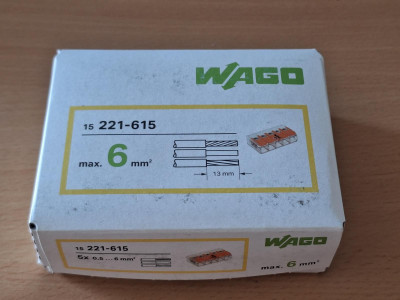 WAGO
15 221-615
max. 6 mm²
13 mm
15 221-615
5x 0,5 ... 6 mm²
WAGO
max. 6 mm²